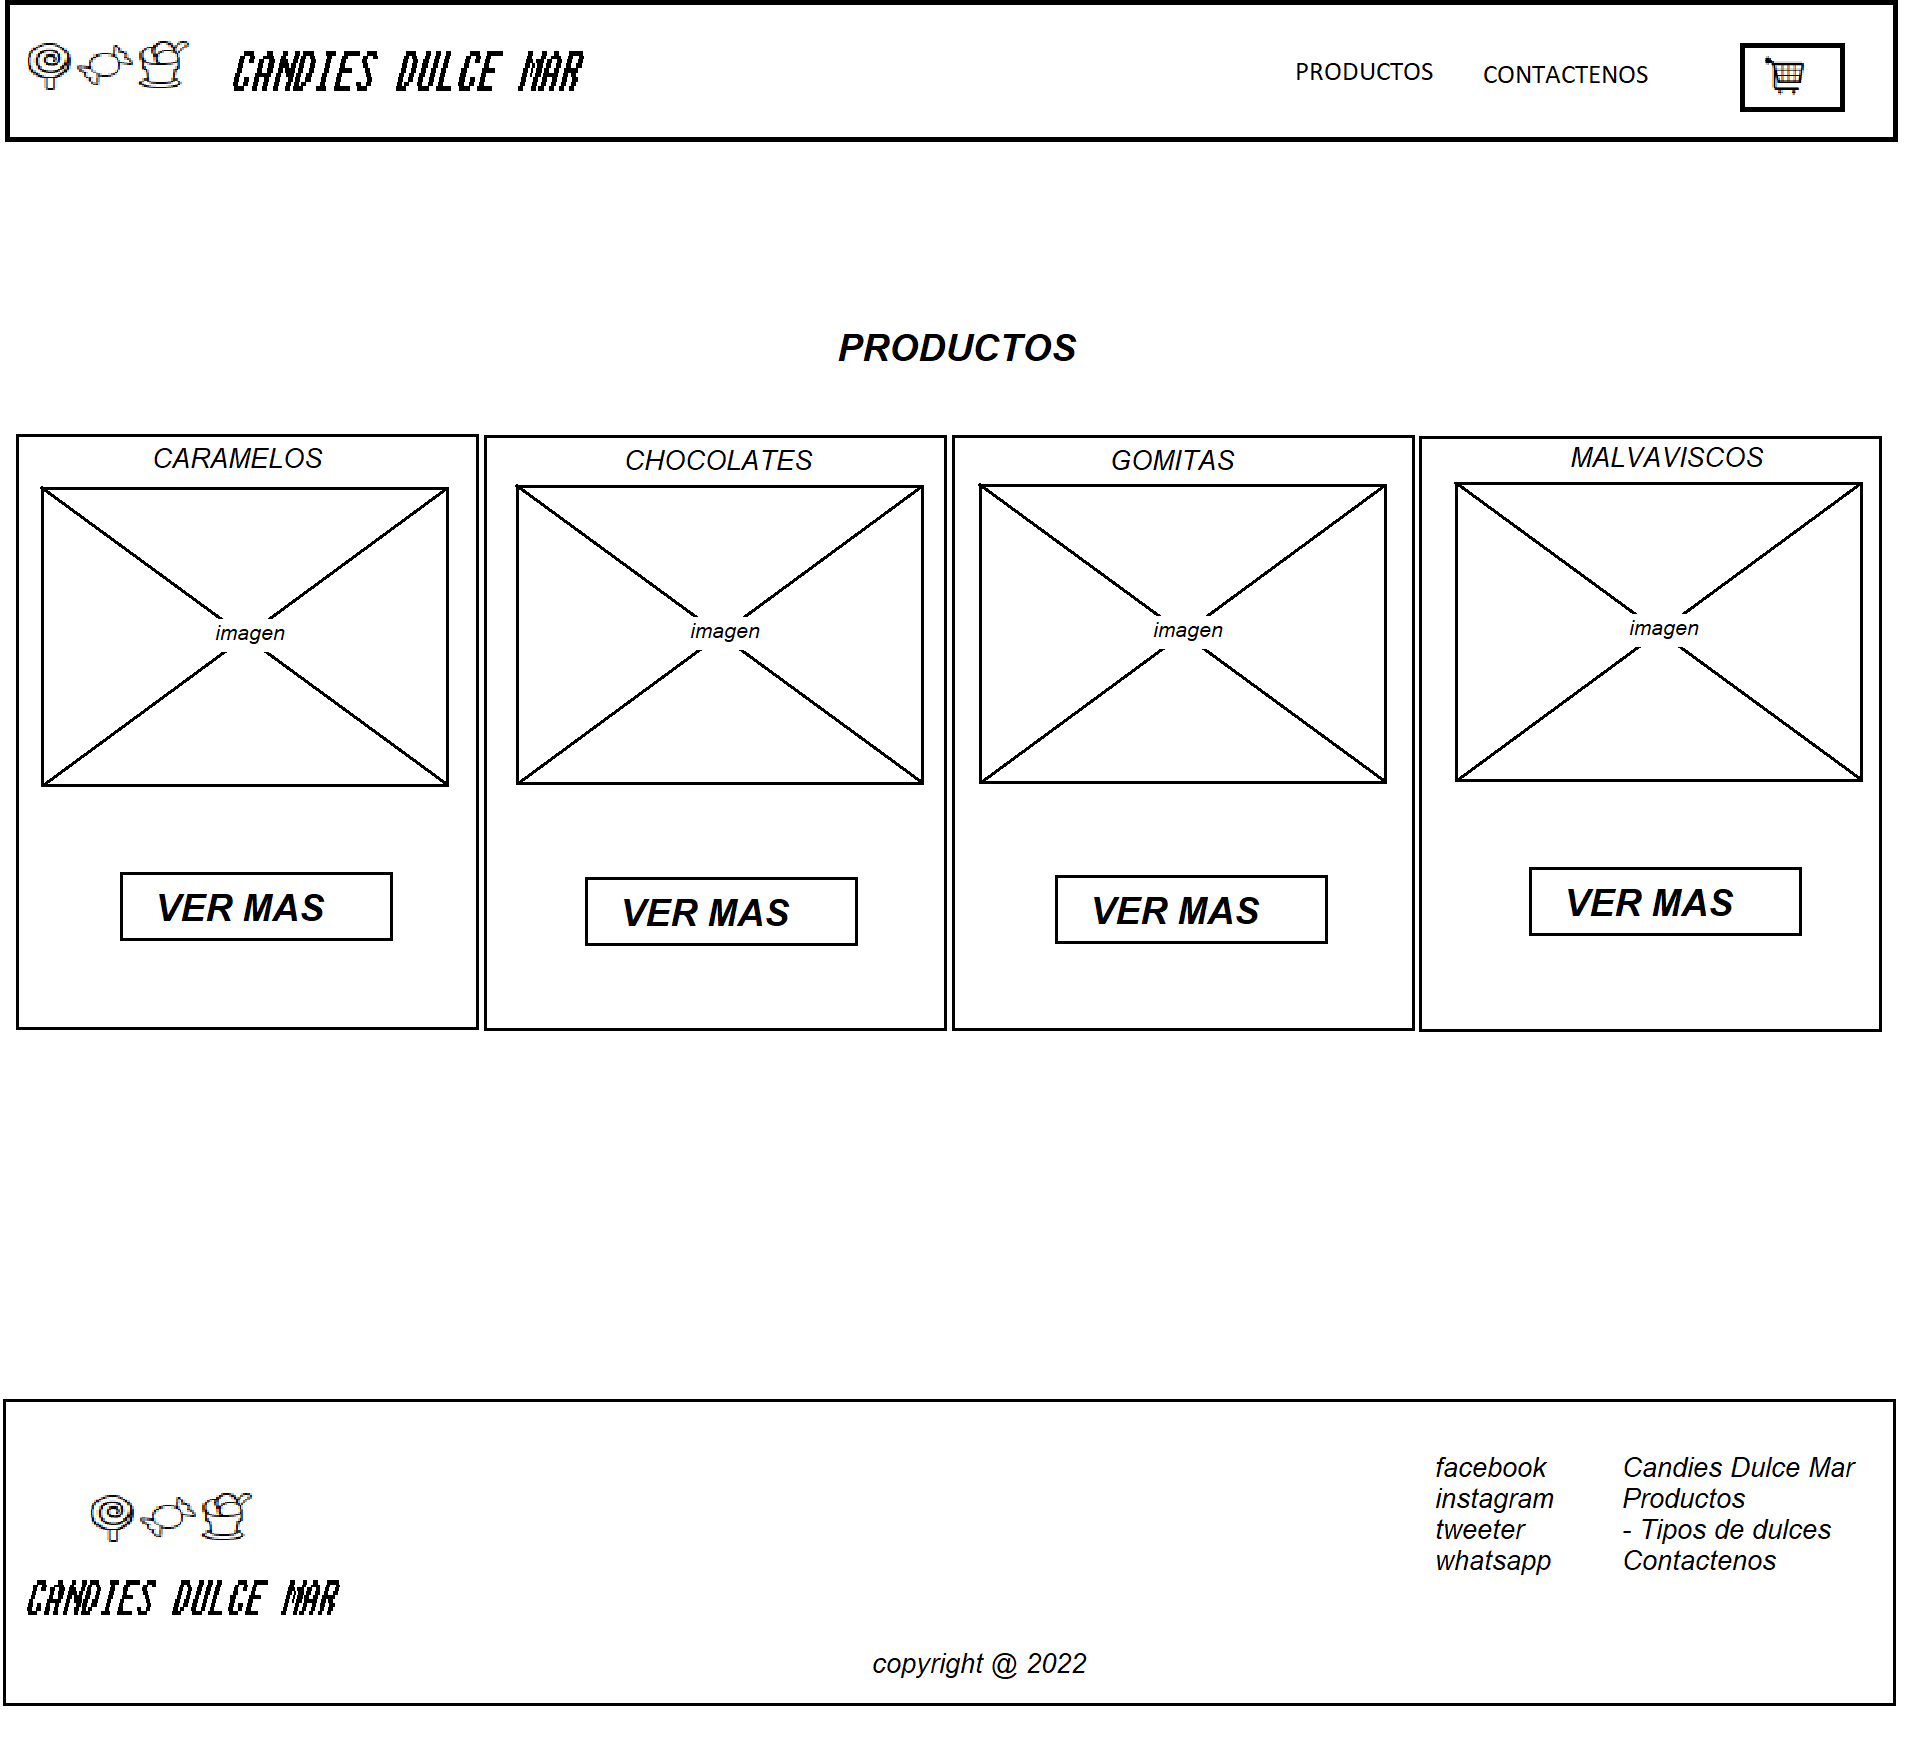 CANDIES DULCE MAR
PRODUCTOS
CONTACTENOS
PRODUCTOS
CARAMELOS
CHOCOLATES
GOMITAS
MALVAVISCOS
imagen
imagen
imagen
imagen
VER MAS
VER MAS
VER MAS
VER MAS
CANDIES DULCE MAR
facebook
instagram
tweeter
whatsapp
Candies Dulce Mar
Productos
- Tipos de dulces
Contactenos
copyright @ 2022